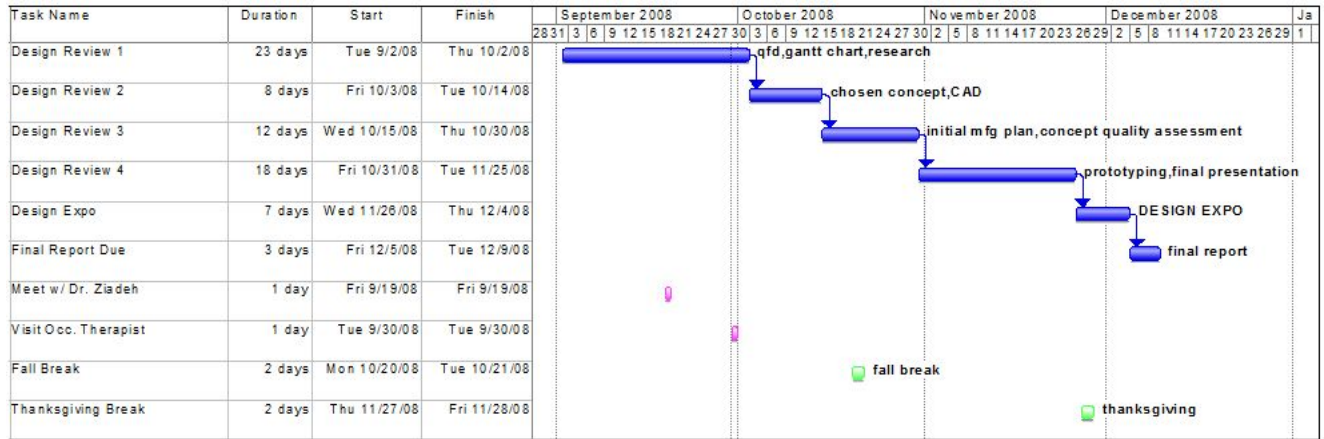 Task Name Duration Start Finish September 2008 October 2008 November 2008 December 2008 Ja
28 31 3 6 9 12 15 18 21 24 27 30 3 6 9 12 15 18 21 24 27 30 2 5 8 11 14 17 20 23 26 29 2 5 8 11 14 17 20 23 26 29 1
Design Review 1 23 days Tue 9/2/08 Thu 10/2/08 qfd,gantt chart,research
Design Review 2 8 days Fri 10/3/08 Tue 10/14/08 chosen concept,CAD
Design Review 3 12 days Wed 10/15/08 Thu 10/30/08 initial mfg plan,concept quality assessment
Design Review 4 18 days Fri 10/31/08 Tue 11/25/08 prototyping,final presentation
Design Expo 7 days Wed 11/26/08 Thu 12/4/08 DESIGN EXPO
Final Report Due 3 days Fri 12/5/08 Tue 12/9/08 final report
Meet w/ Dr. Ziadeh 1 day Fri 9/19/08 Fri 9/19/08
Visit Occ. Therapist 1 day Tue 9/30/08 Tue 9/30/08
Fall Break 2 days Mon 10/20/08 Tue 10/21/08 fall break
Thanksgiving Break 2 days Thu 11/27/08 Fri 11/28/08 thanksgiving